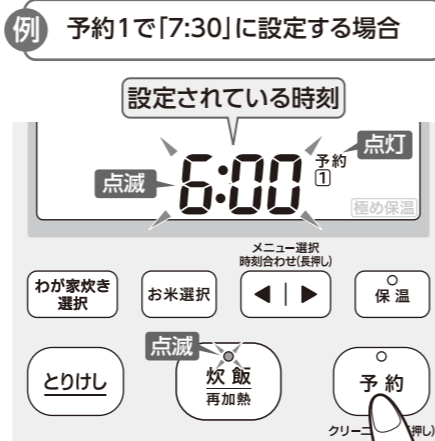 例 予約1で「7:30」に設定する場合
設定されている時刻
点滅
6:00
予約
1
点灯
極め保温
メニュー選択
時刻合わせ(長押し)
わが家炊き
選択
お米選択
◀ | ▶
保温
点滅
とりけし
炊飯
再加熱
予約
クリーニ
押し)